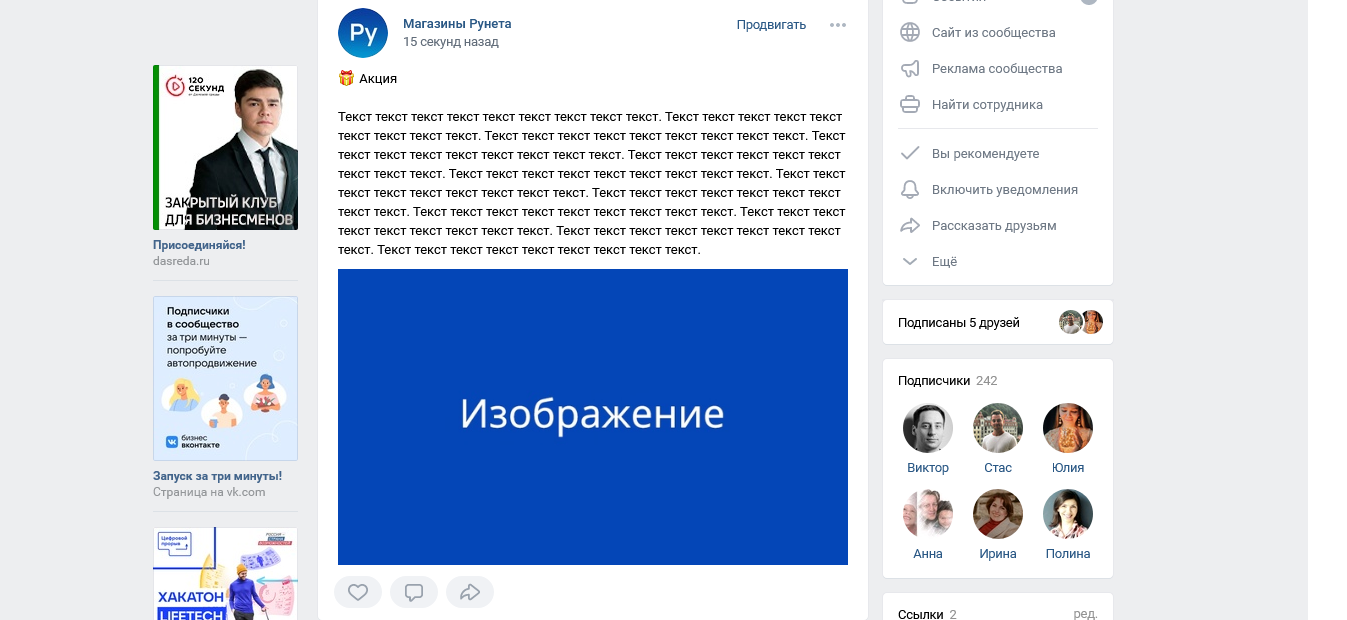 120
СЕКУНД
ЗАКРЫТЫЙ КЛУБ
ДЛЯ БИЗНЕСМЕНОВ
Присоединяйся!
dasreda.ru
Подписчики
в сообщество
за три минуты —
попробуйте
автопродвижение
бизнес
вконтакте
Запуск за три минуты!
Страница на vk.com
Цифровой
прорыв
ХАКАТОН
LIFETECH
Ру
Магазины Рунета
15 секунд назад
Продвигать
Акция
Текст текст текст текст текст текст текст текст текст. Текст текст текст текст текст
текст текст текст текст. Текст текст текст текст текст текст текст текст текст. Текст
текст текст текст текст текст текст текст текст. Текст текст текст текст текст текст
текст текст текст. Текст текст текст текст текст текст текст текст текст. Текст текст
текст текст текст текст текст текст текст. Текст текст текст текст текст текст текст
текст текст. Текст текст текст текст текст текст текст текст текст. Текст текст текст
текст текст текст текст текст текст. Текст текст текст текст текст текст текст текст
текст. Текст текст текст текст текст текст текст текст текст.
Изображение
Сайт из сообщества
Реклама сообщества
Найти сотрудника
Вы рекомендуете
Включить уведомления
Рассказать друзьям
Ещё
Подписаны 5 друзей
Подписчики 242
Виктор Стас Юлия
Анна Ирина Полина
Ссылки 2 ред.